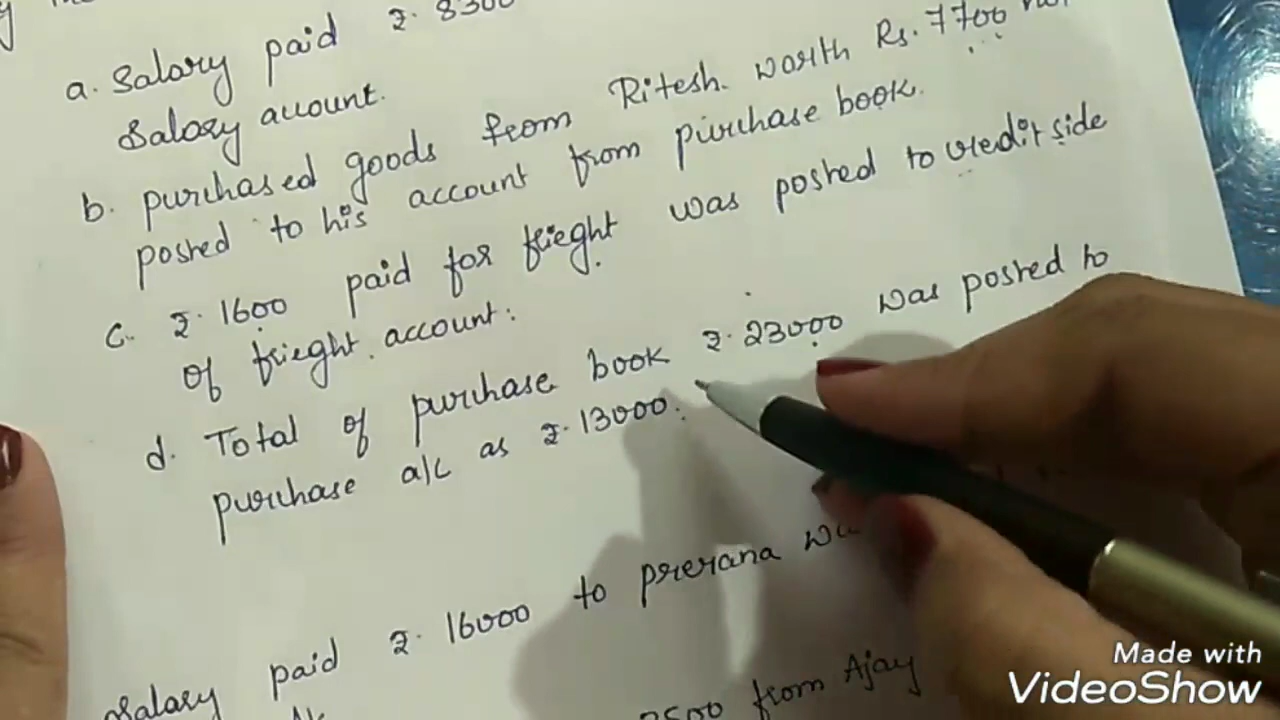 a. Salary paid ₹. 8300
Salary account.
b. purchased goods from Ritesh. worth Rs. 7700 not
posted to his account from purchase book.
c. ₹. 1600 paid for frieght was posted to credit side
of frieght account.
d. Total of purchase book ₹. 23000 was posted to
purchase a/c as ₹. 13000.
Salary paid ₹. 16000 to prerana
from Ajay
Made with
VideoShow